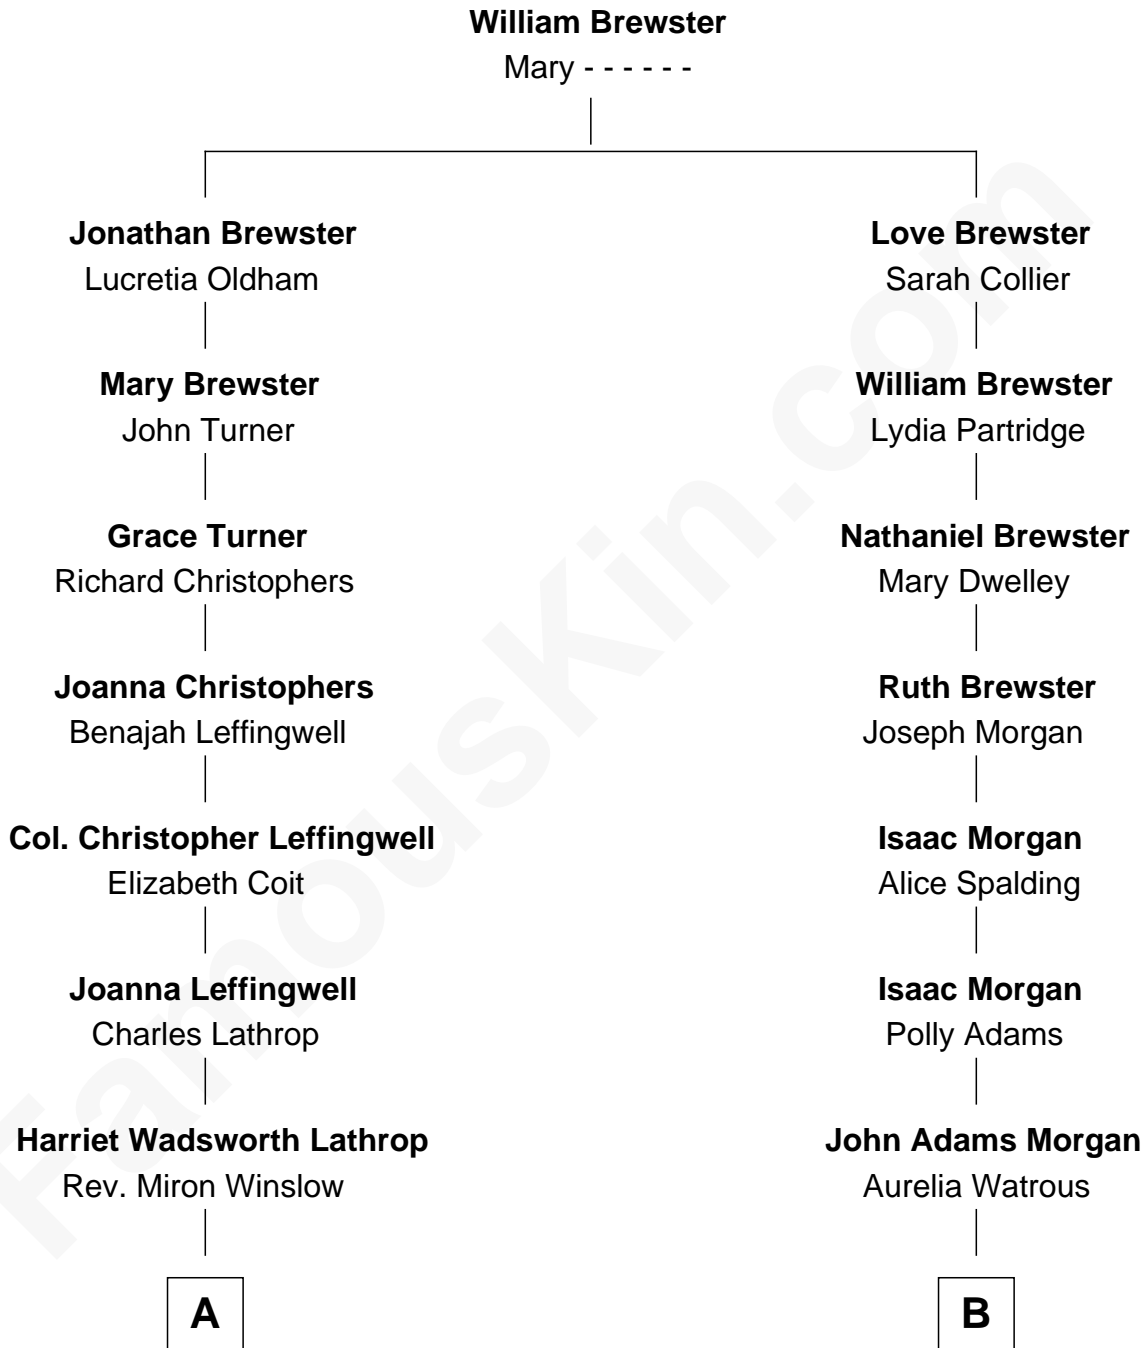 William Brewster
Mary - - - - - -
Jonathan Brewster
Lucretia Oldham
Love Brewster
Sarah Collier
Mary Brewster
John Turner
William Brewster
Lydia Partridge
Grace Turner
Richard Christophers
Nathaniel Brewster
Mary Dwelley
Joanna Christophers
Benajah Leffingwell
Ruth Brewster
Joseph Morgan
Col. Christopher Leffingwell
Elizabeth Coit
Isaac Morgan
Alice Spalding
Joanna Leffingwell
Charles Lathrop
Isaac Morgan
Polly Adams
Harriet Wadsworth Lathrop
Rev. Miron Winslow
John Adams Morgan
Aurelia Watrous
A
B
FamousKin.com